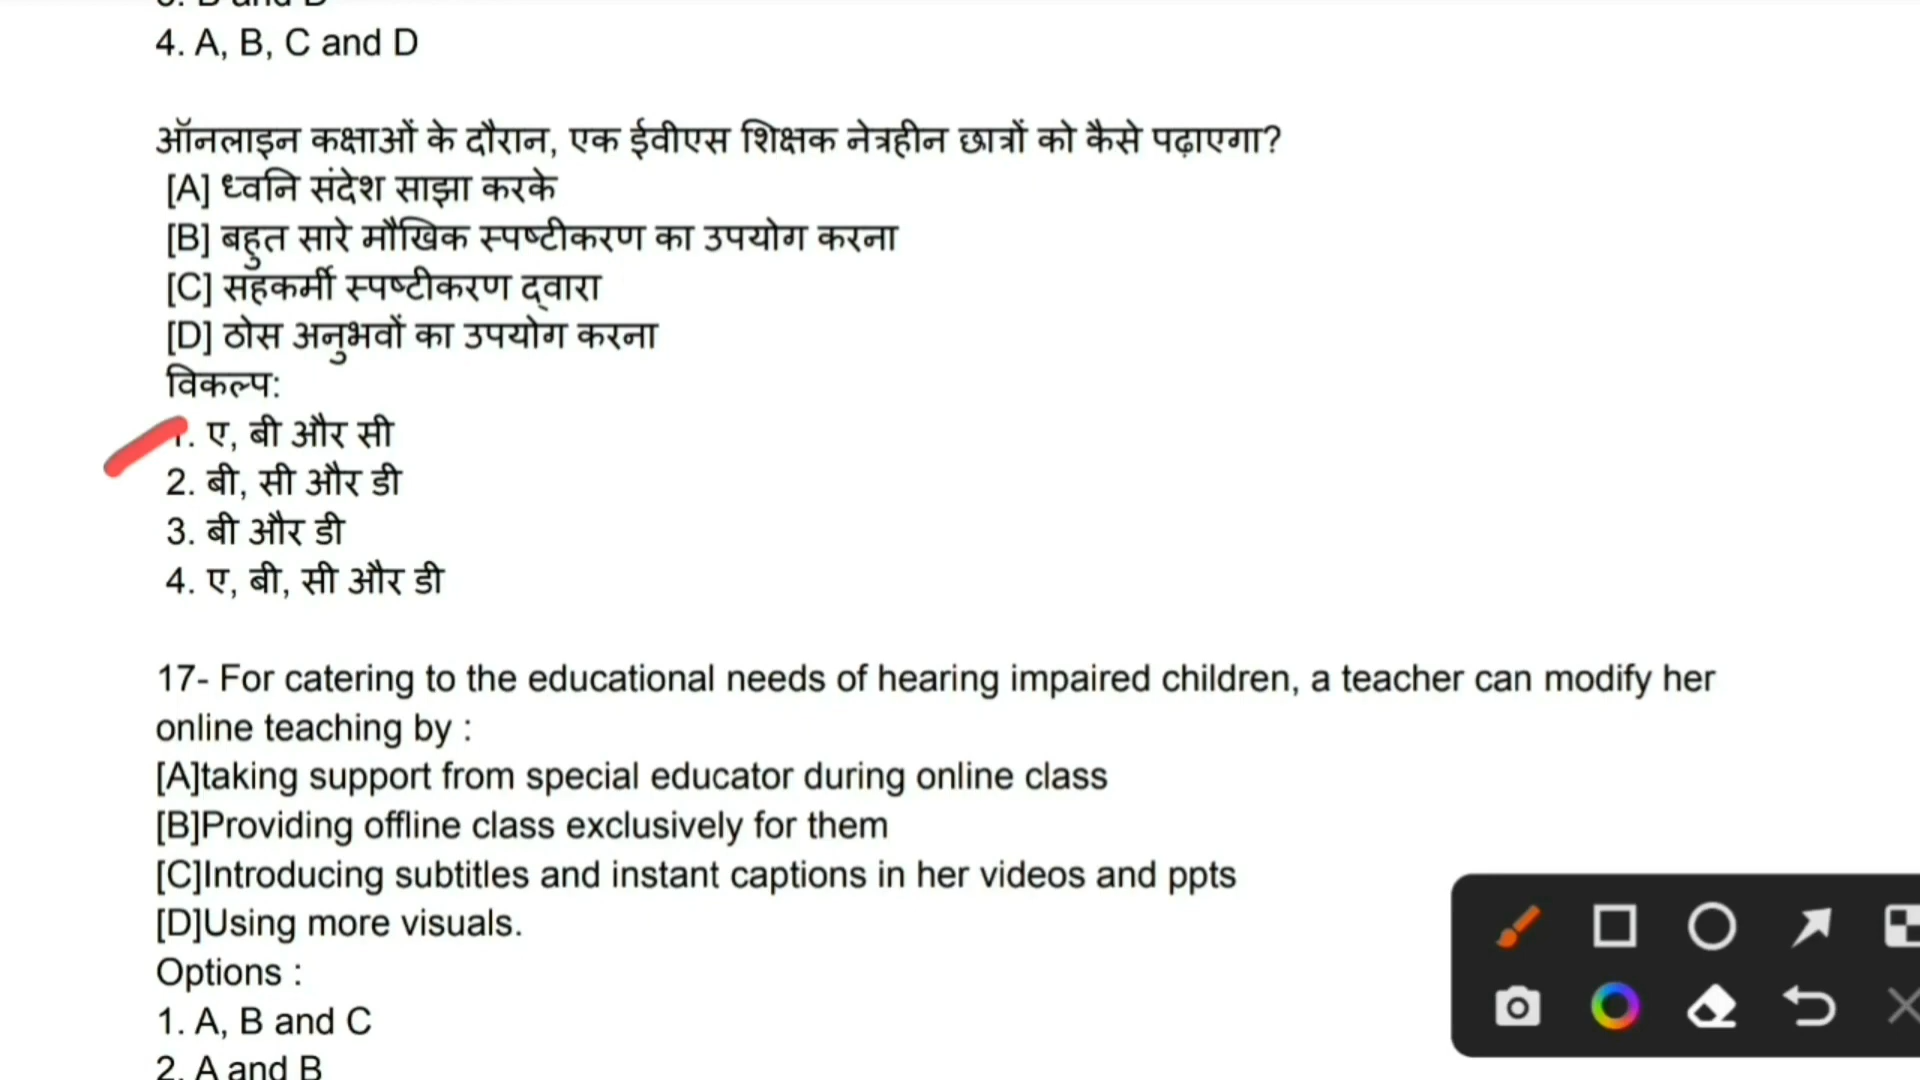 4. A, B, C and D
ऑनलाइन कक्षाओं के दौरान, एक ईवीएस शिक्षक नेत्रहीन छात्रों को कैसे पढ़ाएगा?
[A] ध्वनि संदेश साझा करके
[B] बहुत सारे मौखिक स्पष्टीकरण का उपयोग करना
[C] सहकर्मी स्पष्टीकरण द्वारा
[D] ठोस अनुभवों का उपयोग करना
विकल्प:
1. ए, बी और सी
2. बी, सी और डी
3. बी और डी
4. ए, बी, सी और डी
17- For catering to the educational needs of hearing impaired children, a teacher can modify her
online teaching by :
[A]taking support from special educator during online class
[B]Providing offline class exclusively for them
[C]Introducing subtitles and instant captions in her videos and ppts
[D]Using more visuals.
Options :
1. A, B and C
2. A and B